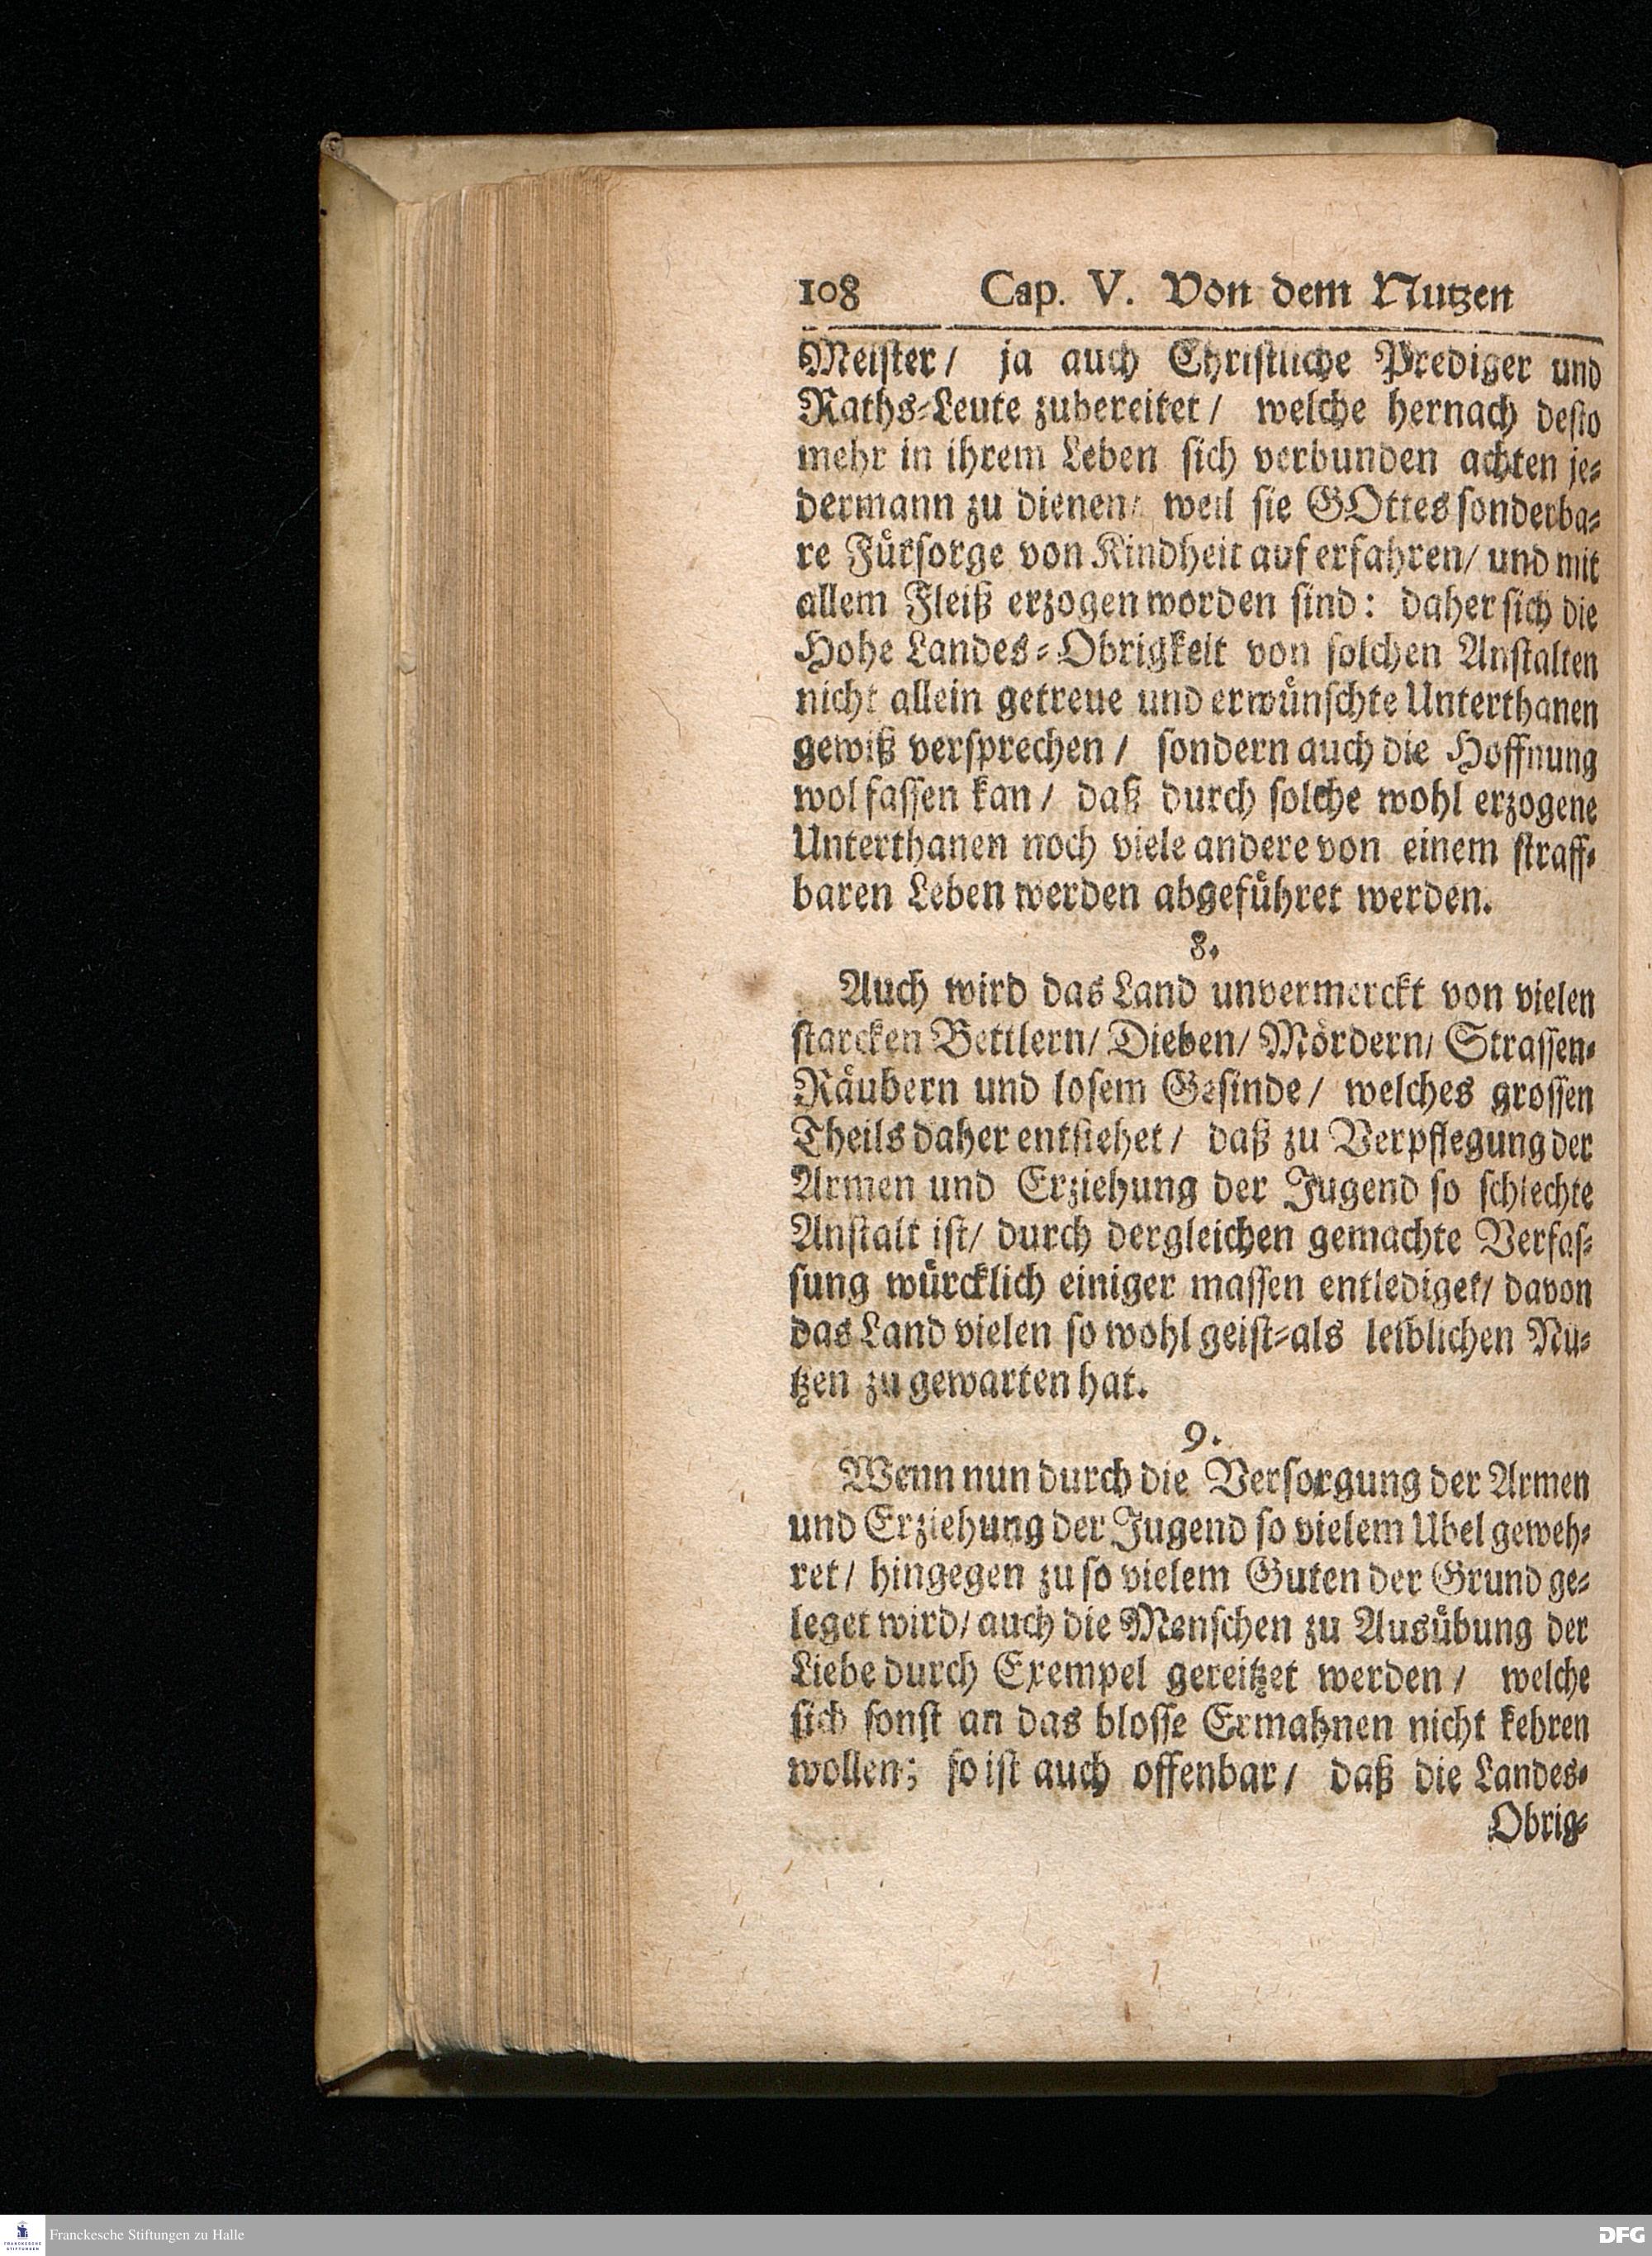 108 Cap. V. Von dem Nutzen
Meiſter/ ja auch Chriſtliche Prediger und
Raths-Leute zubereitet/ welche hernach deſto
mehr in ihrem Leben ſich verbunden achten je-
dermann zu dienen/ weil ſie GOttes ſonderba-
re Fürſorge von Kindheit auf erfahren/ und mit
allem Fleiß erzogen worden ſind: daher ſich die
Hohe Landes-Obrigkeit von ſolchen Anſtalten
nicht allein getreue und erwünſchte Unterthanen
gewiß verſprechen/ ſondern auch die Hoffnung
wol faſſen kan/ daß durch ſolche wohl erzogene
Unterthanen noch viele andere von einem ſtraff-
baren Leben werden abgeführet werden.
8.
Auch wird das Land unvermerckt von vielen
ſtarcken Bettlern/ Dieben/ Mördern/ Straſſen-
Räubern und loſem Geſinde/ welches groſſen
Theils daher entſtehet/ daß zu Verpflegung der
Armen und Erziehung der Jugend ſo ſchlechte
Anſtalt iſt/ durch dergleichen gemachte Verfaſ-
ſung würcklich einiger maſſen entlediget/ davon
das Land vielen ſo wohl geiſt-als leiblichen Nu-
tzen zu gewarten hat.
9.
Wenn nun durch die Verſorgung der Armen
und Erziehung der Jugend ſo vielem Ubel geweh-
ret/ hingegen zu ſo vielem Guten der Grund ge-
leget wird/ auch die Menſchen zu Ausübung der
Liebe durch Exempel gereitzet werden/ welche
ſich ſonſt an das bloſſe Ermahnen nicht kehren
wollen; ſo iſt auch offenbar/ daß die Landes-
Obrig-
Franckesche Stiftungen zu Halle
DFG